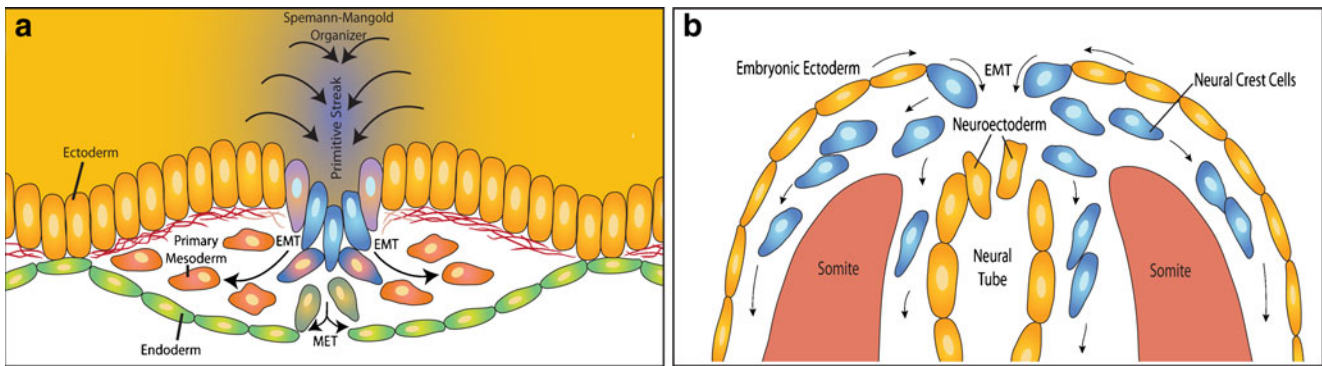 a
Spemann-Mangold
Organizer
Primitive Streak
Ectoderm
Primary
Mesoderm
EMT
EMT
Endoderm
MET
b
Embryonic Ectoderm
EMT
Neural Crest Cells
Neuroectoderm
Somite
Neural
Tube
Somite